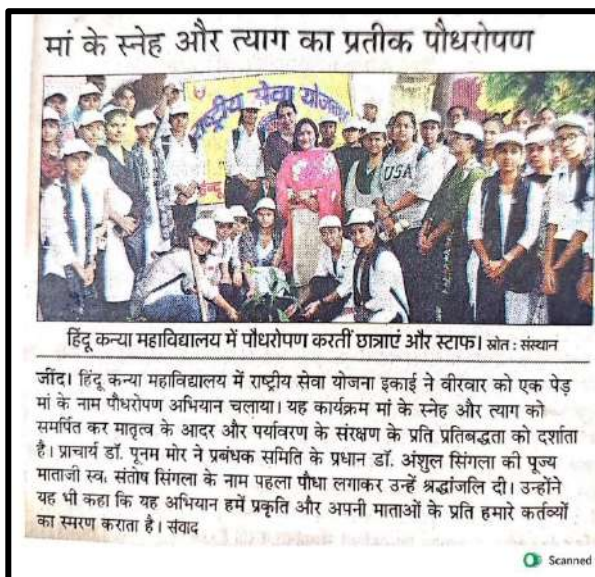 मां के स्नेह और त्याग का प्रतीक पौधरोपण
राष्ट्रीय सेवा योजना
USA
हिंदू कन्या महाविद्यालय में पौधरोपण करतीं छात्राएं और स्टाफ। स्रोत : संस्थान
जींद। हिंदू कन्या महाविद्यालय में राष्ट्रीय सेवा योजना इकाई ने वीरवार को एक पेड़
मां के नाम पौधरोपण अभियान चलाया। यह कार्यक्रम मां के स्नेह और त्याग को
समर्पित कर मातृत्व के आदर और पर्यावरण के संरक्षण के प्रति प्रतिबद्धता को दर्शाता
है। प्राचार्य डॉ. पूनम मोर ने प्रबंधक समिति के प्रधान डॉ. अंशुल सिंगला की पूज्य
माताजी स्व. संतोष सिंगला के नाम पहला पौधा लगाकर उन्हें श्रद्धांजलि दी। उन्होंने
यह भी कहा कि यह अभियान हमें प्रकृति और अपनी माताओं के प्रति हमारे कर्तव्यों
का स्मरण कराता है। संवाद
Scanned